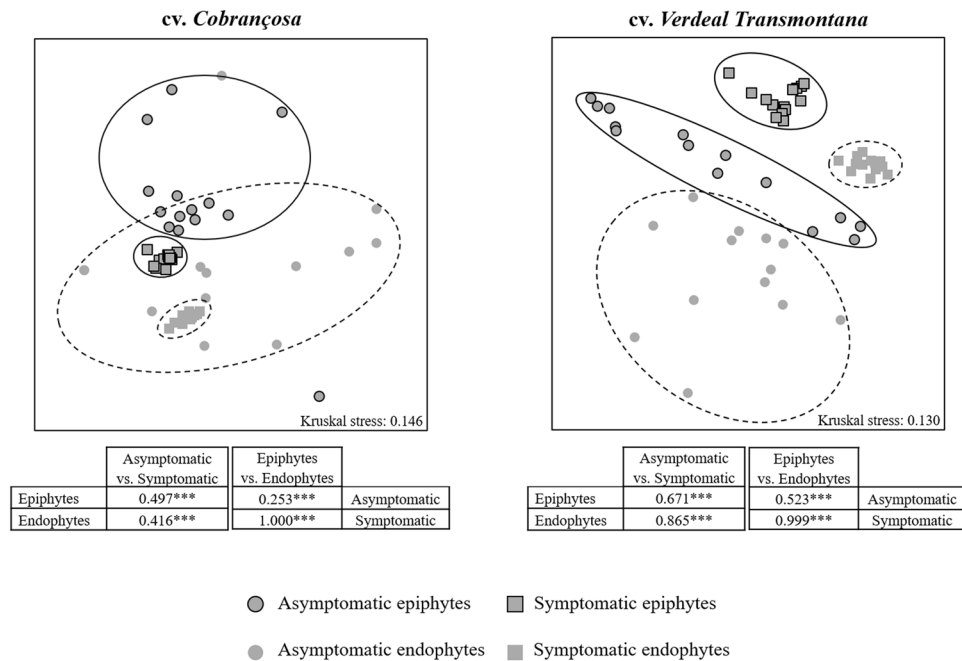 cv. Cobrançosa
cv. Verdeal Transmontana
Kruskal stress: 0.146
Kruskal stress: 0.130
Asymptomatic
vs. Symptomatic
Epiphytes
vs. Endophytes
Epiphytes 0.497*** 0.253*** Asymptomatic
Endophytes 0.416*** 1.000*** Symptomatic
Asymptomatic
vs. Symptomatic
Epiphytes
vs. Endophytes
Epiphytes 0.671*** 0.523*** Asymptomatic
Endophytes 0.865*** 0.999*** Symptomatic
Asymptomatic epiphytes
Symptomatic epiphytes
Asymptomatic endophytes
Symptomatic endophytes